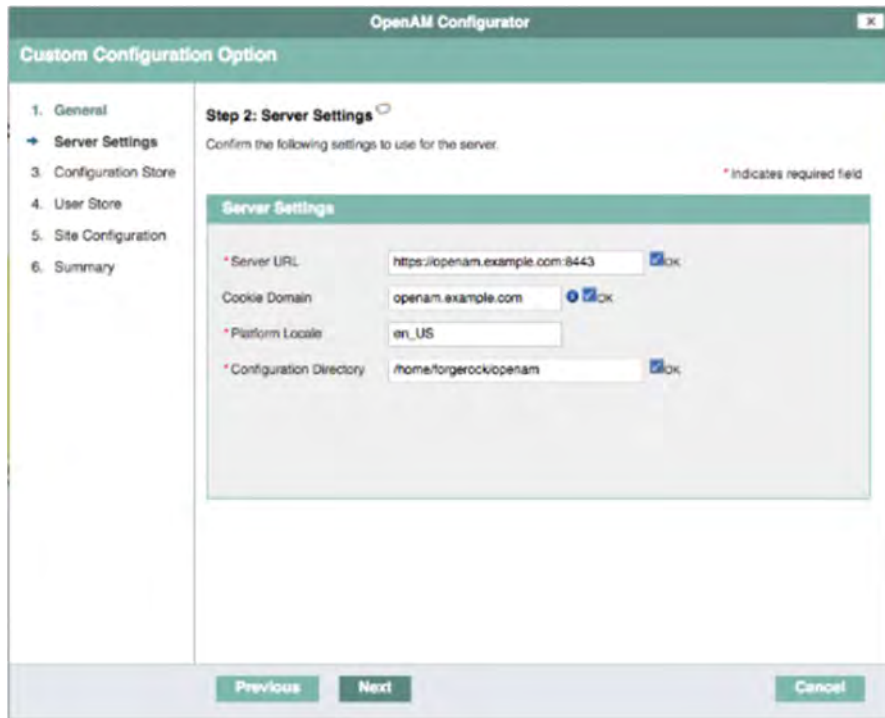 OpenAM Configurator
Custom Configuration Option
1. General
Server Settings
3. Configuration Store
4. User Store
5. Site Configuration
6. Summary
Step 2: Server Settings
Confirm the following settings to use for the server.
* Indicates required field
Server Settings
* Server URL https://openam.example.com:8443 OK
Cookie Domain openam.example.com OK
* Platform Locale en_US
* Configuration Directory /home/forgerock/openam OK
Previous Next Cancel